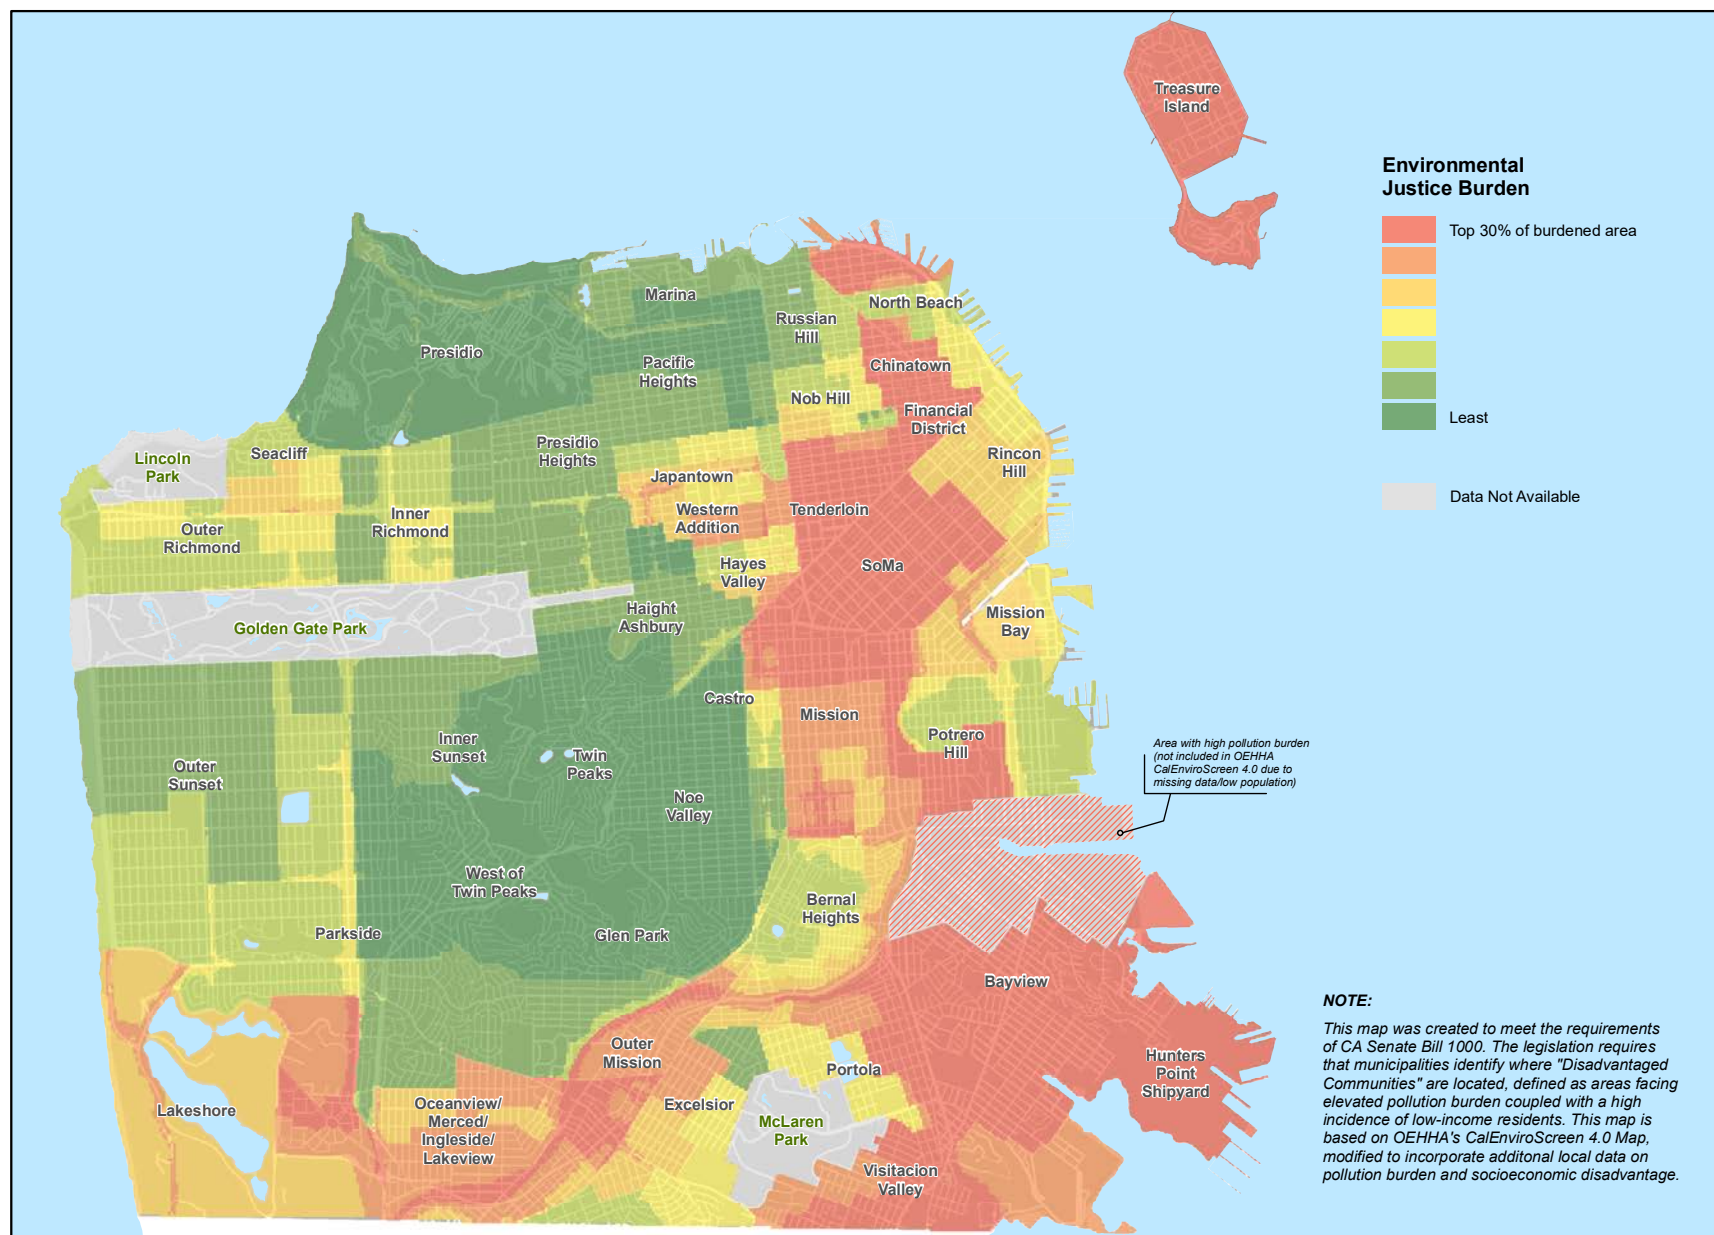 Treasure
Island
Environmental
Justice Burden
Top 30% of burdened area
Least
Data Not Available
Marina
North Beach
Russian
Hill
Presidio
Pacific
Heights
Chinatown
Nob Hill
Financial
District
Seacliff
Presidio
Heights
Lincoln
Park
Rincon
Hill
Japantown
Western
Addition
Tenderloin
Inner
Richmond
Outer
Richmond
Hayes
Valley
SoMa
Haight
Ashbury
Mission
Bay
Golden Gate Park
Castro
Mission
Potrero
Hill
Inner
Sunset
Twin
Peaks
Outer
Sunset
Noe
Valley
Area with high pollution burden
(not included in OEHHA
CalEnviroScreen 4.0 due to
missing data/low population)
West of
Twin Peaks
Bernal
Heights
Parkside
Glen Park
Bayview
Outer
Mission
Portola
Hunters
Point
Shipyard
Lakeshore
Oceanview/
Merced/
Ingleside/
Lakeview
Excelsior
McLaren
Park
Visitacion
Valley
NOTE:
This map was created to meet the requirements
of CA Senate Bill 1000. The legislation requires
that municipalities identify where "Disadvantaged
Communities" are located, defined as areas facing
elevated pollution burden coupled with a high
incidence of low-income residents. This map is
based on OEHHA's CalEnviroScreen 4.0 Map,
modified to incorporate additonal local data on
pollution burden and socioeconomic disadvantage.